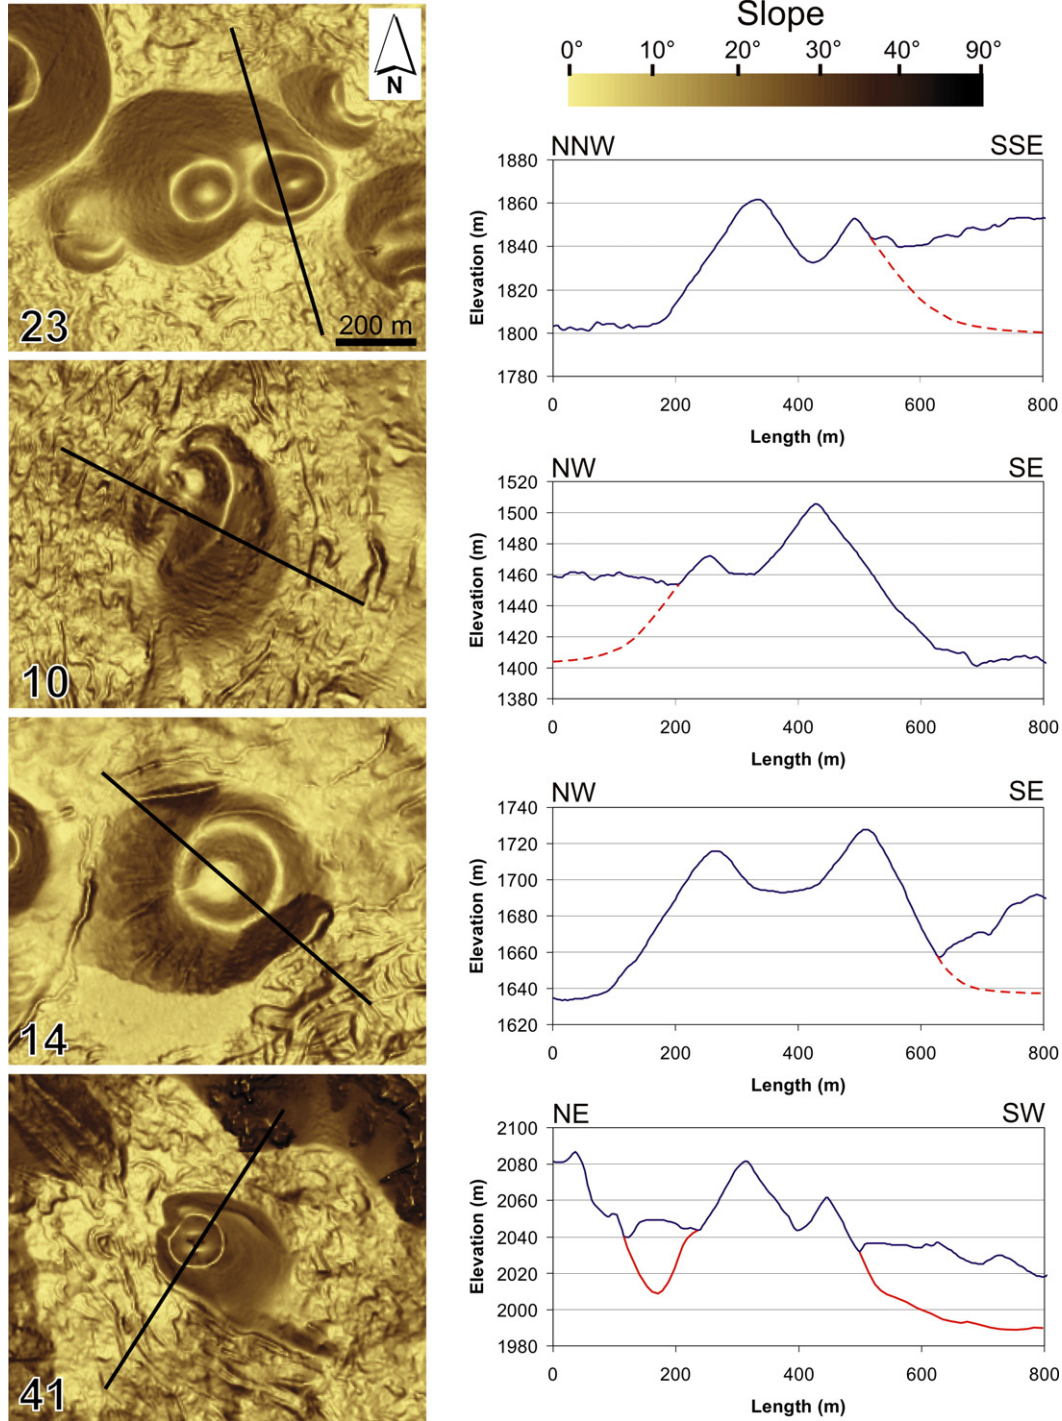 Slope
0° 10° 20° 30° 40° 90°
N
23
200 m
NNW SSE
1880
1860
1840
1820
1800
1780
Elevation (m)
0 200 400 600 800
Length (m)
10
NW SE
1520
1500
1480
1460
1440
1420
1400
1380
Elevation (m)
0 200 400 600 800
Length (m)
14
NW SE
1740
1720
1700
1680
1660
1640
1620
Elevation (m)
0 200 400 600 800
Length (m)
41
NE SW
2100
2080
2060
2040
2020
2000
1980
Elevation (m)
0 200 400 600 800
Length (m)